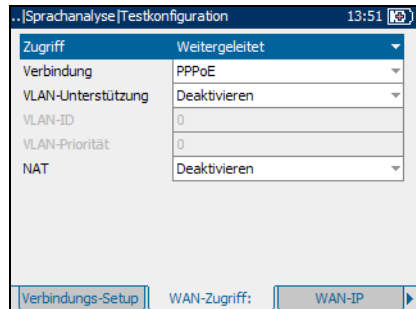 ..|Sprachanalyse|Testkonfiguration 13:51
Zugriff Weitergeleitet
Verbindung PPPoE
VLAN-Unterstützung Deaktivieren
VLAN-ID 0
VLAN-Priorität 0
NAT Deaktivieren
Verbindungs-Setup WAN-Zugriff: WAN-IP